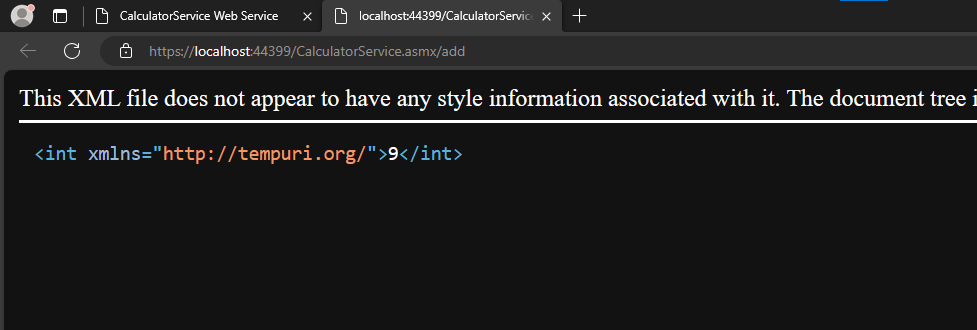 CalculatorService Web Service
localhost:44399/CalculatorService
https://localhost:44399/CalculatorService.asmx/add
This XML file does not appear to have any style information associated with it. The document tree i
<int xmlns="http://tempuri.org/">9</int>